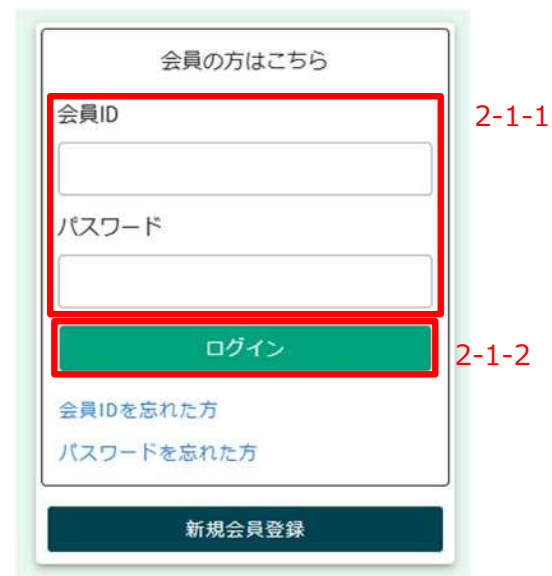 会員の方はこちら
会員ID
2-1-1
パスワード
ログイン
2-1-2
会員IDを忘れた方
パスワードを忘れた方
新規会員登録